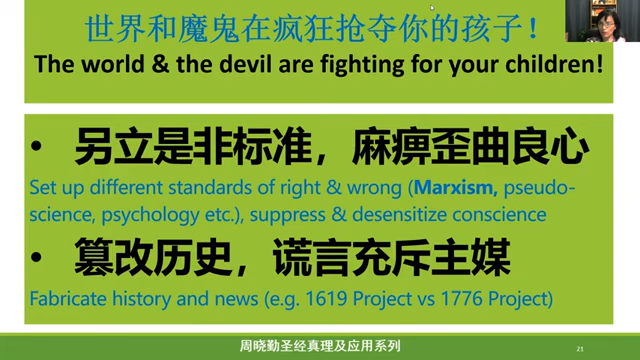 世界和魔鬼在疯狂抢夺你的孩子！
The world & the devil are fighting for your children!
• 另立是非标准，麻痹歪曲良心
Set up different standards of right & wrong (Marxism, pseudo-
science, psychology etc.), suppress & desensitize conscience
• 篡改历史，谎言充斥主媒
Fabricate history and news (e.g. 1619 Project vs 1776 Project)
周晓勤圣经真理及应用系列
21